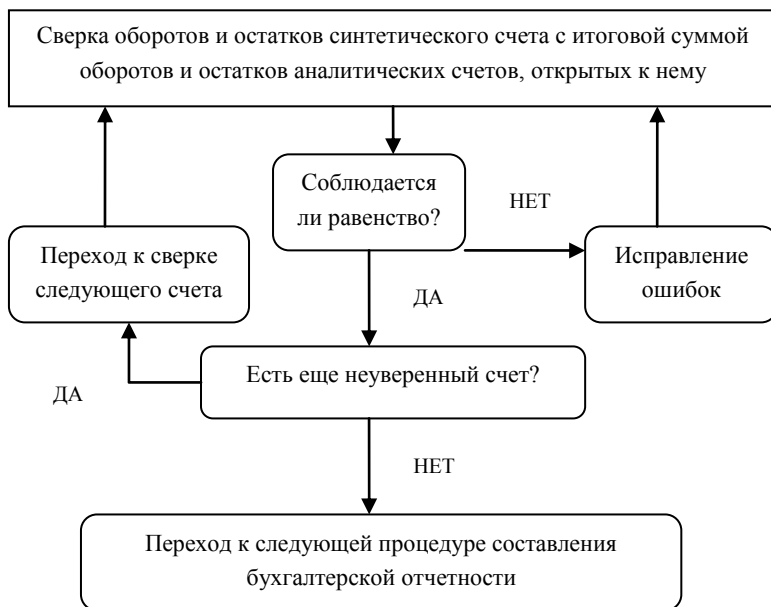 Сверка оборотов и остатков синтетического счета с итоговой суммой
оборотов и остатков аналитических счетов, открытых к нему
Соблюдается
ли равенство?
НЕТ
Переход к сверке
следующего счета
Исправление
ошибок
ДА
Есть еще неуверенный счет?
ДА
НЕТ
Переход к следующей процедуре составления
бухгалтерской отчетности